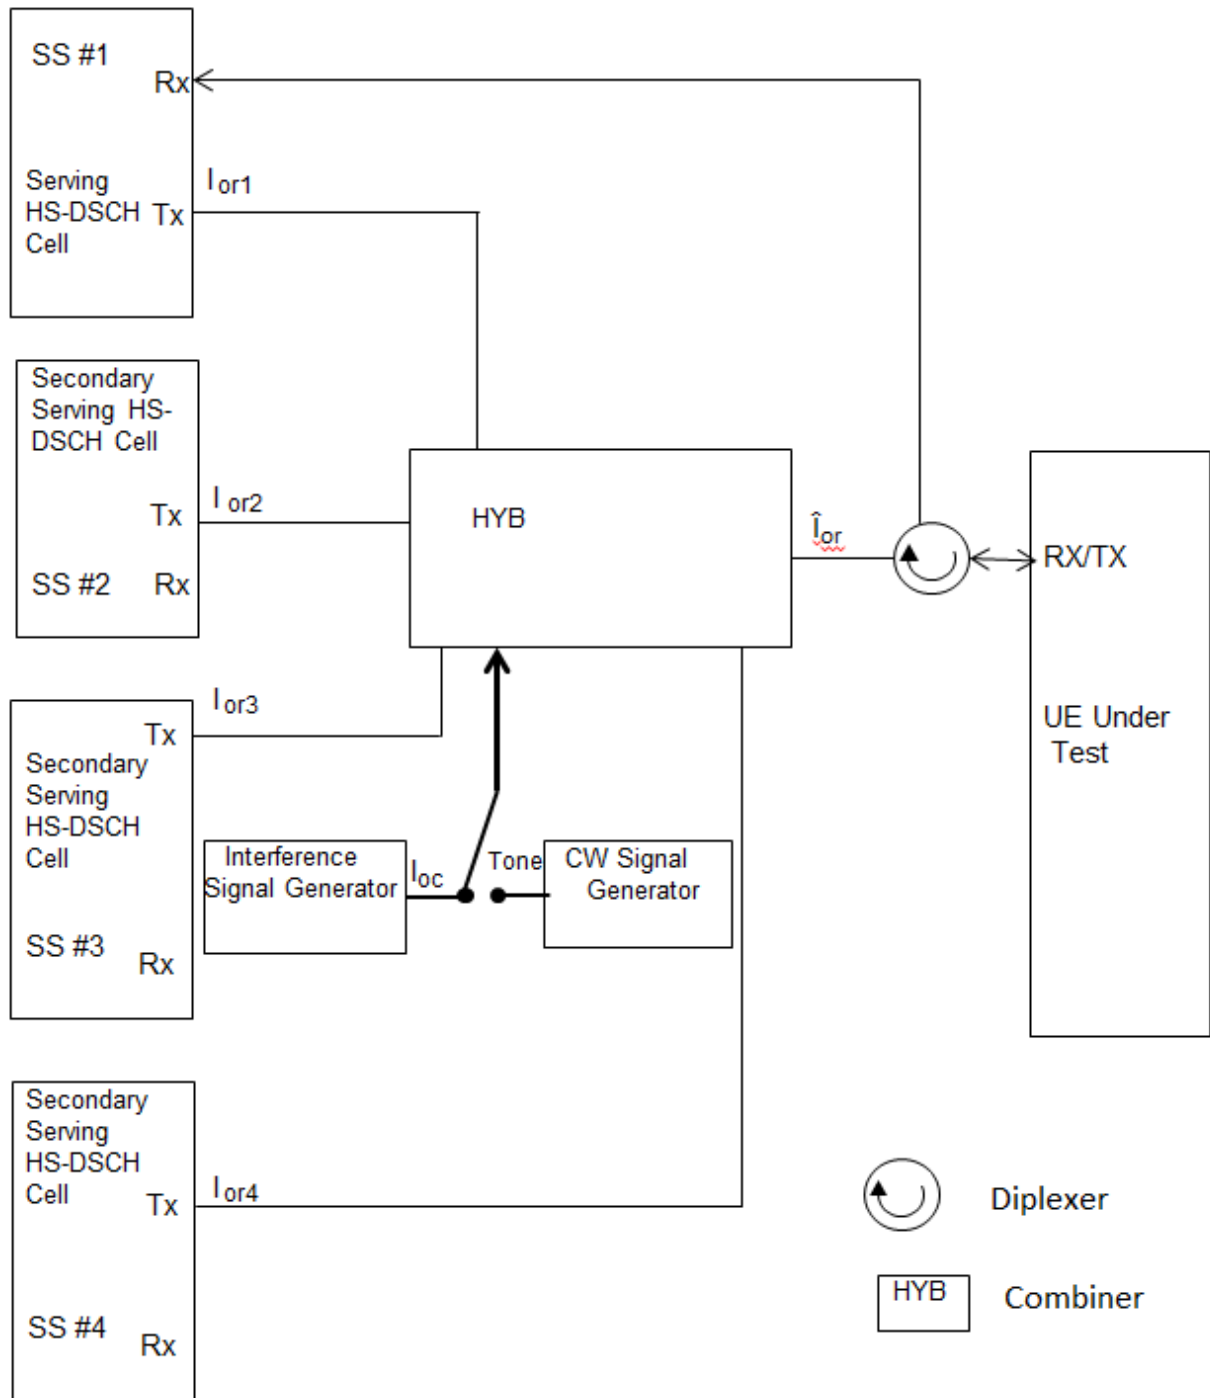 SS #1
Rx
Serving
HS-DSCH
Cell
Tx
I or1
Secondary
Serving HS-
DSCH Cell
Tx
I or2
SS #2
Rx
HYB
Îor
RX/TX
UE Under
Test
I or3
Tx
Secondary
Serving
HS-DSCH
Cell
SS #3
Rx
Interference
Signal Generator
Ioc
Tone
CW Signal
Generator
Secondary
Serving
HS-DSCH
Cell
Tx
I or4
SS #4
Rx
Diplexer
HYB
Combiner